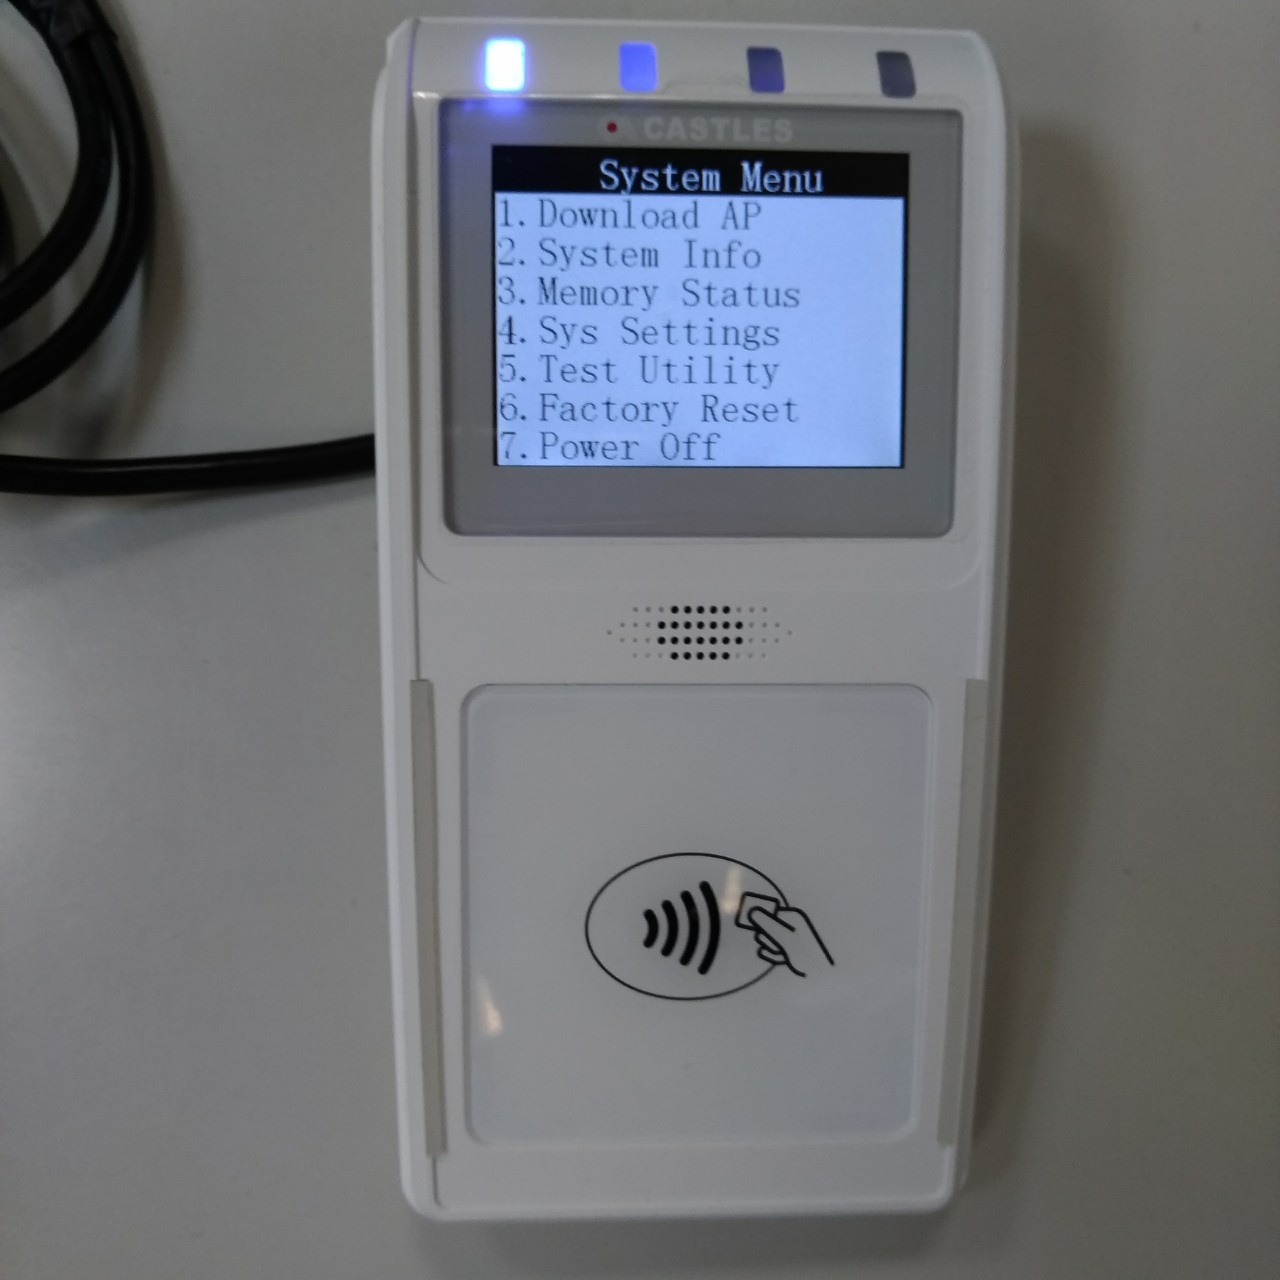 CASTLES
System Menu
1. Download AP
2. System Info
3. Memory Status
4. Sys Settings
5. Test Utility
6. Factory Reset
7. Power Off